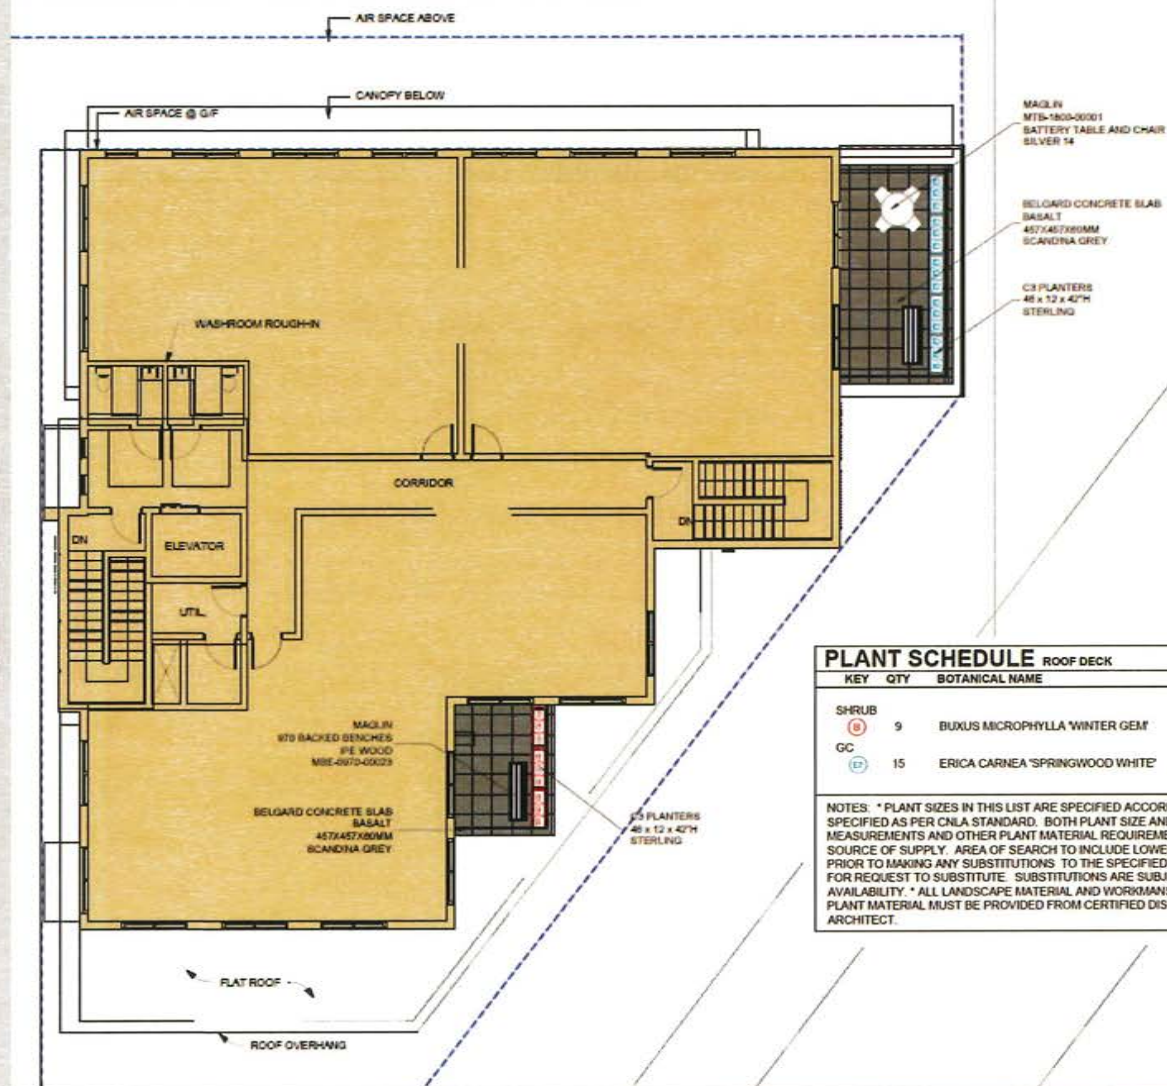 AIR SPACE ABOVE
CANOPY BELOW
AIR SPACE @ G/F
MAGLIN
MTB-1800-00001
BATTERY TABLE AND CHAIR
SILVER 14
BELGARD CONCRETE SLAB
BASALT
457X457X60MM
SCANDINA GREY
C3 PLANTERS
48 x 12 x 42"H
STERLING
WASHROOM ROUGH-IN
CORRIDOR
DN
DN
ELEVATOR
UTIL.
MAGLIN
970 BACKED BENCHES
IPE WOOD
MBE-0970-00023
BELGARD CONCRETE SLAB
BASALT
457X457X60MM
SCANDINA GREY
C3 PLANTERS
48 x 12 x 42"H
STERLING
FLAT ROOF
ROOF OVERHANG
PLANT SCHEDULE ROOF DECK
KEY QTY BOTANICAL NAME
SHRUB
B 9 BUXUS MICROPHYLLA 'WINTER GEM'
GC
15 ERICA CARNEA 'SPRINGWOOD WHITE'
NOTES: * PLANT SIZES IN THIS LIST ARE SPECIFIED ACCOR
SPECIFIED AS PER CNLA STANDARD. BOTH PLANT SIZE AN
MEASUREMENTS AND OTHER PLANT MATERIAL REQUIREME
SOURCE OF SUPPLY. AREA OF SEARCH TO INCLUDE LOWE
PRIOR TO MAKING ANY SUBSTITUTIONS TO THE SPECIFIED
FOR REQUEST TO SUBSTITUTE. SUBSTITUTIONS ARE SUBJ
AVAILABILITY. * ALL LANDSCAPE MATERIAL AND WORKMANS
PLANT MATERIAL MUST BE PROVIDED FROM CERTIFIED DIS
ARCHITECT.